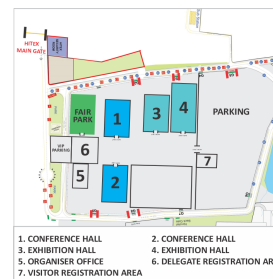 HITEX
MAIN GATE
FAIR
PARK
1
3
4
PARKING
VIP
PARKING
6
5
2
7
1. CONFERENCE HALL
2. CONFERENCE HALL
3. EXHIBITION HALL
4. EXHIBITION HALL
5. ORGANISER OFFICE
6. DELEGATE REGISTRATION AR
7. VISITOR REGISTRATION AREA